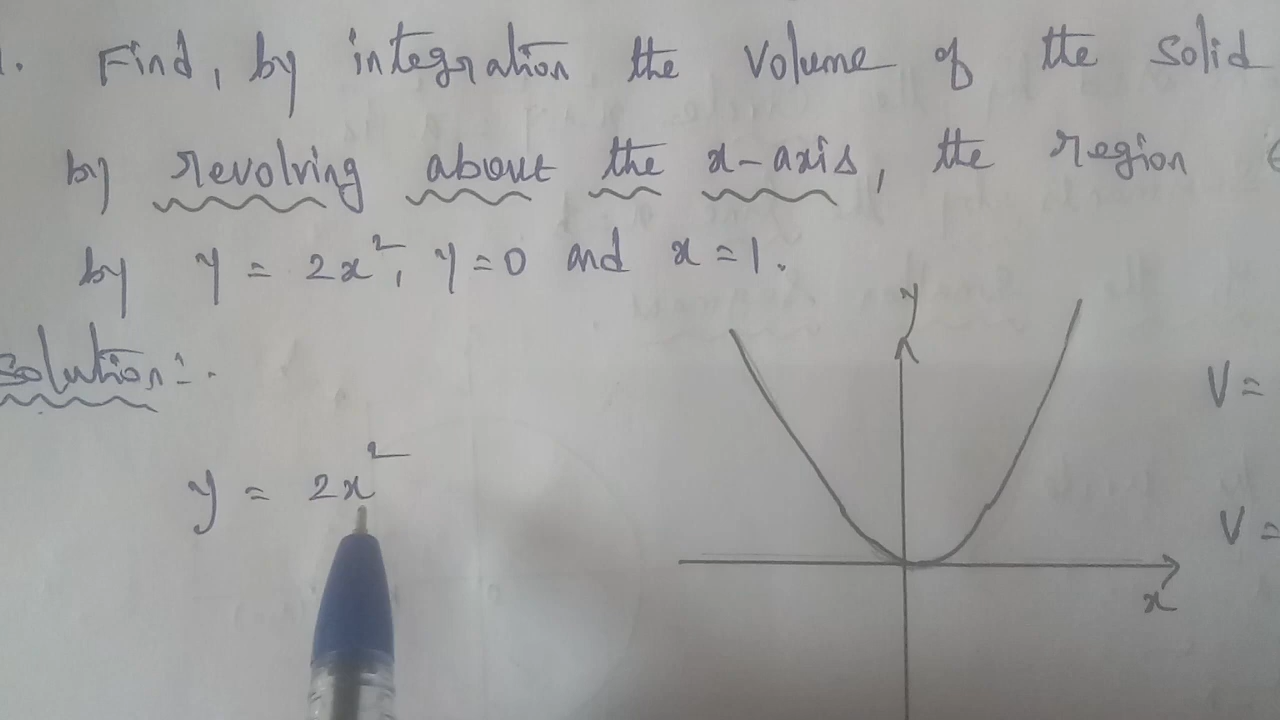 1. Find, by integration the volume of the solid
by revolving about the x-axis, the region
by y = 2x², y=0 and x=1.
Solution:-
y = 2x²
y
x
V=
V=